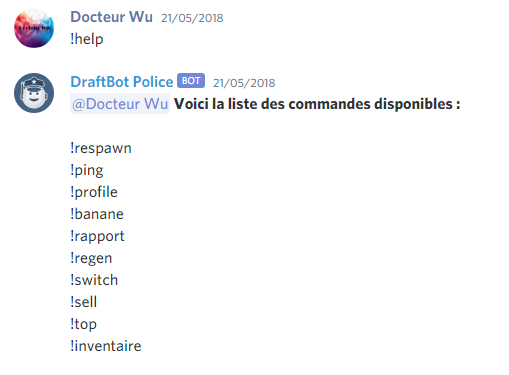 Docteur Wu 21/05/2018
!help
DraftBot Police BOT 21/05/2018
@Docteur Wu Voici la liste des commandes disponibles :
!respawn
!ping
!profile
!banane
!rapport
!regen
!switch
!sell
!top
!inventaire